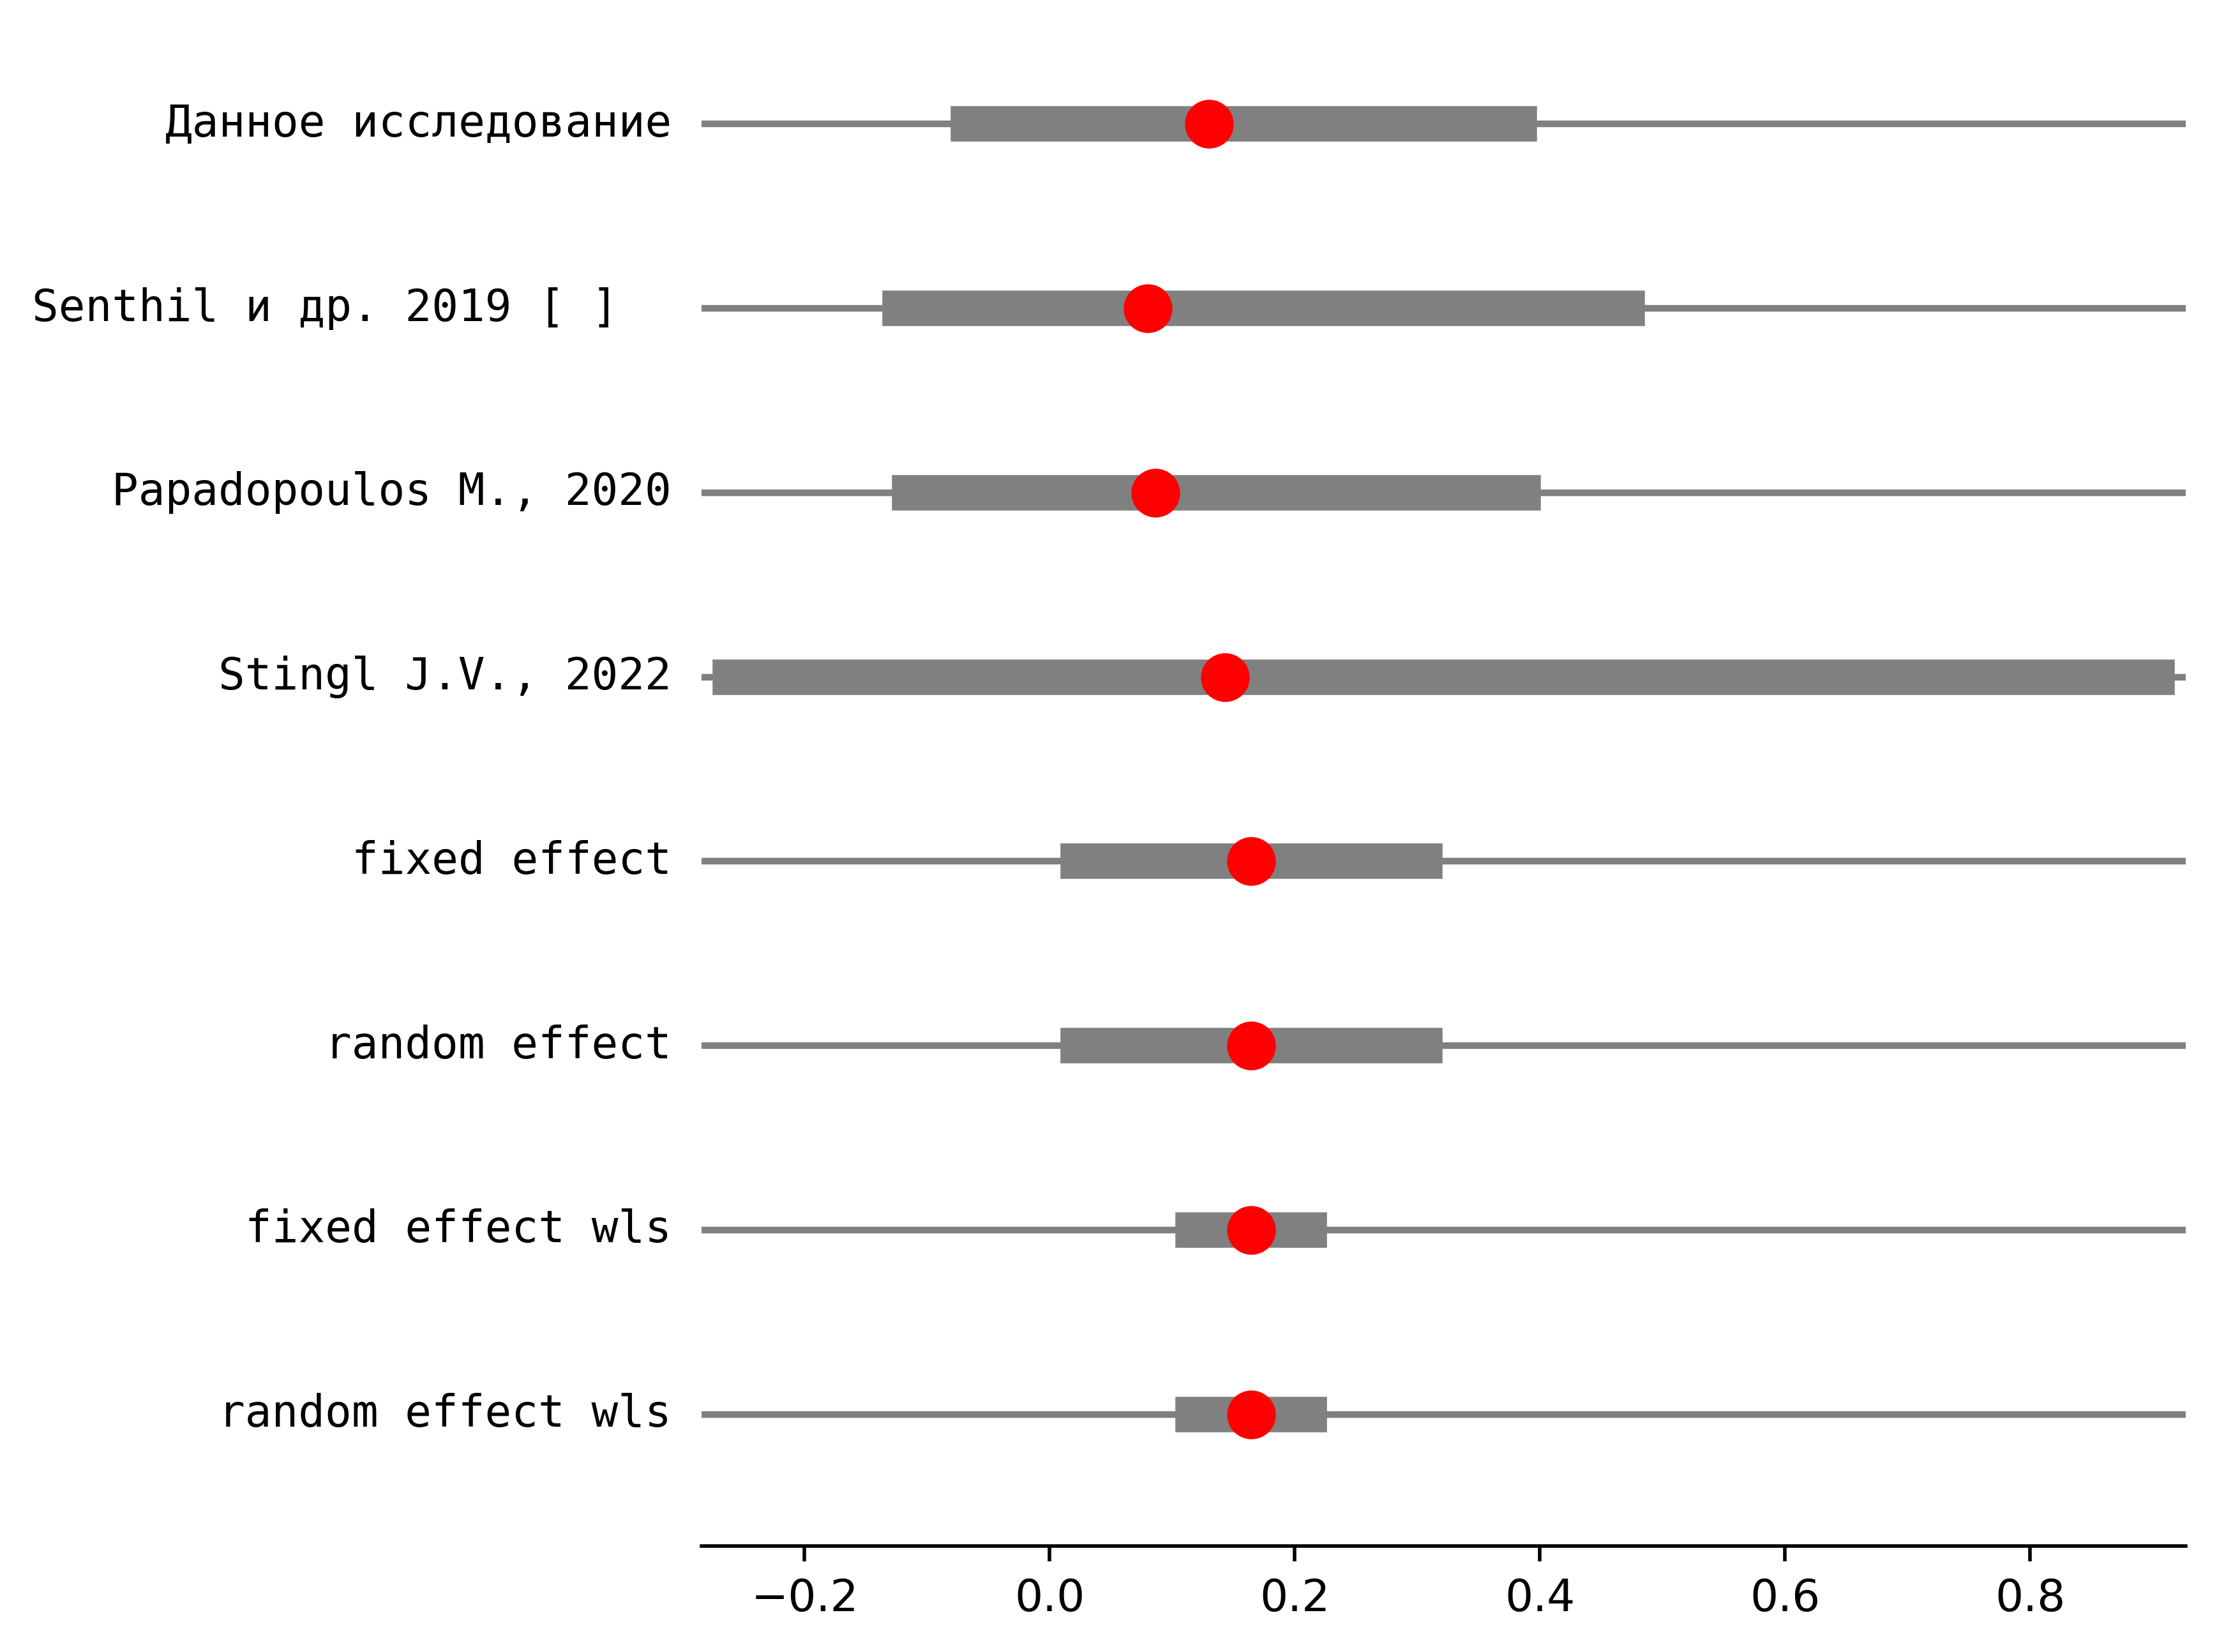 Данное исследование
Senthil и др. 2019 [ ]
Papadopoulos M., 2020
Stingl J.V., 2022
fixed effect
random effect
fixed effect wls
random effect wls
−0.2 0.0 0.2 0.4 0.6 0.8